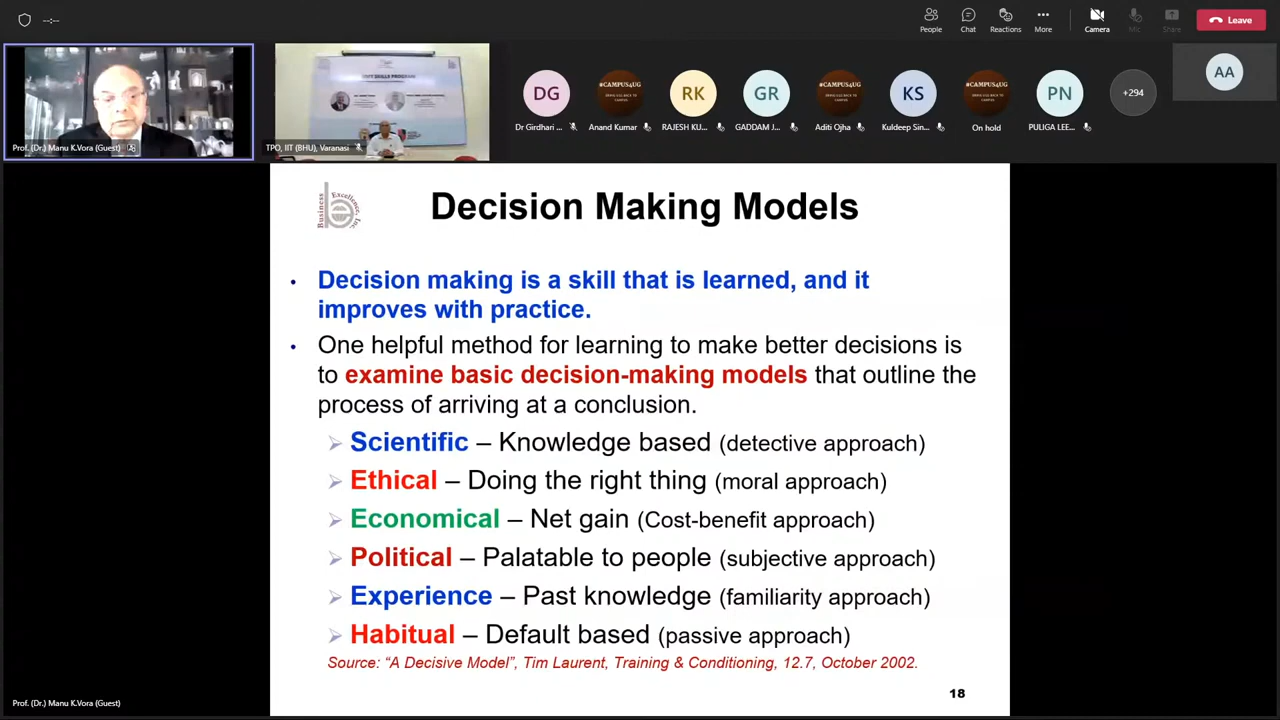 --:--
People
Chat
Reactions
More
Camera
Mic
Share
Leave
Prof. (Dr.) Manu K.Vora (Guest)
TPO, IIT (BHU), Varanasi
DG
#CAMPUS4UG
RK
GR
#CAMPUS4UG
KS
#CAMPUS4UG
PN
+294
AA
Dr Girdhari ...
Anand Kumar
RAJESH KU...
GADDAM J...
Aditi Ojha
Kuldeep Sin...
On hold
PULIGA LEE...
Business Excellence, Inc.
Decision Making Models
• Decision making is a skill that is learned, and it
improves with practice.
• One helpful method for learning to make better decisions is
to examine basic decision-making models that outline the
process of arriving at a conclusion.
Scientific – Knowledge based (detective approach)
Ethical – Doing the right thing (moral approach)
Economical – Net gain (Cost-benefit approach)
Political – Palatable to people (subjective approach)
Experience – Past knowledge (familiarity approach)
Habitual – Default based (passive approach)
Source: “A Decisive Model”, Tim Laurent, Training & Conditioning, 12.7, October 2002.
18
Prof. (Dr.) Manu K.Vora (Guest)